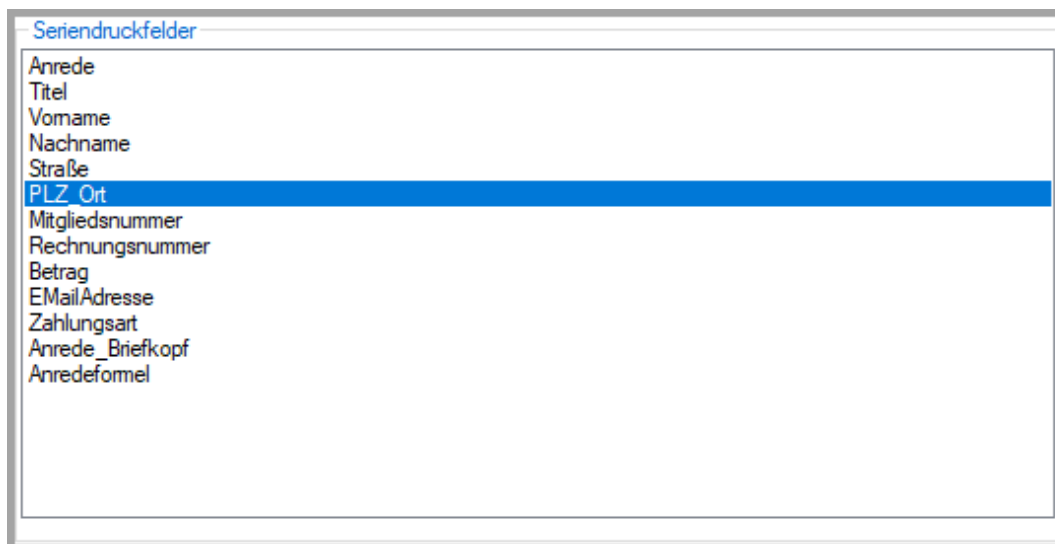 Seriendruckfelder
Anrede
Titel
Vorname
Nachname
Straße
PLZ_Ort
Mitgliedsnummer
Rechnungsnummer
Betrag
EMailAdresse
Zahlungsart
Anrede_Briefkopf
Anredeformel